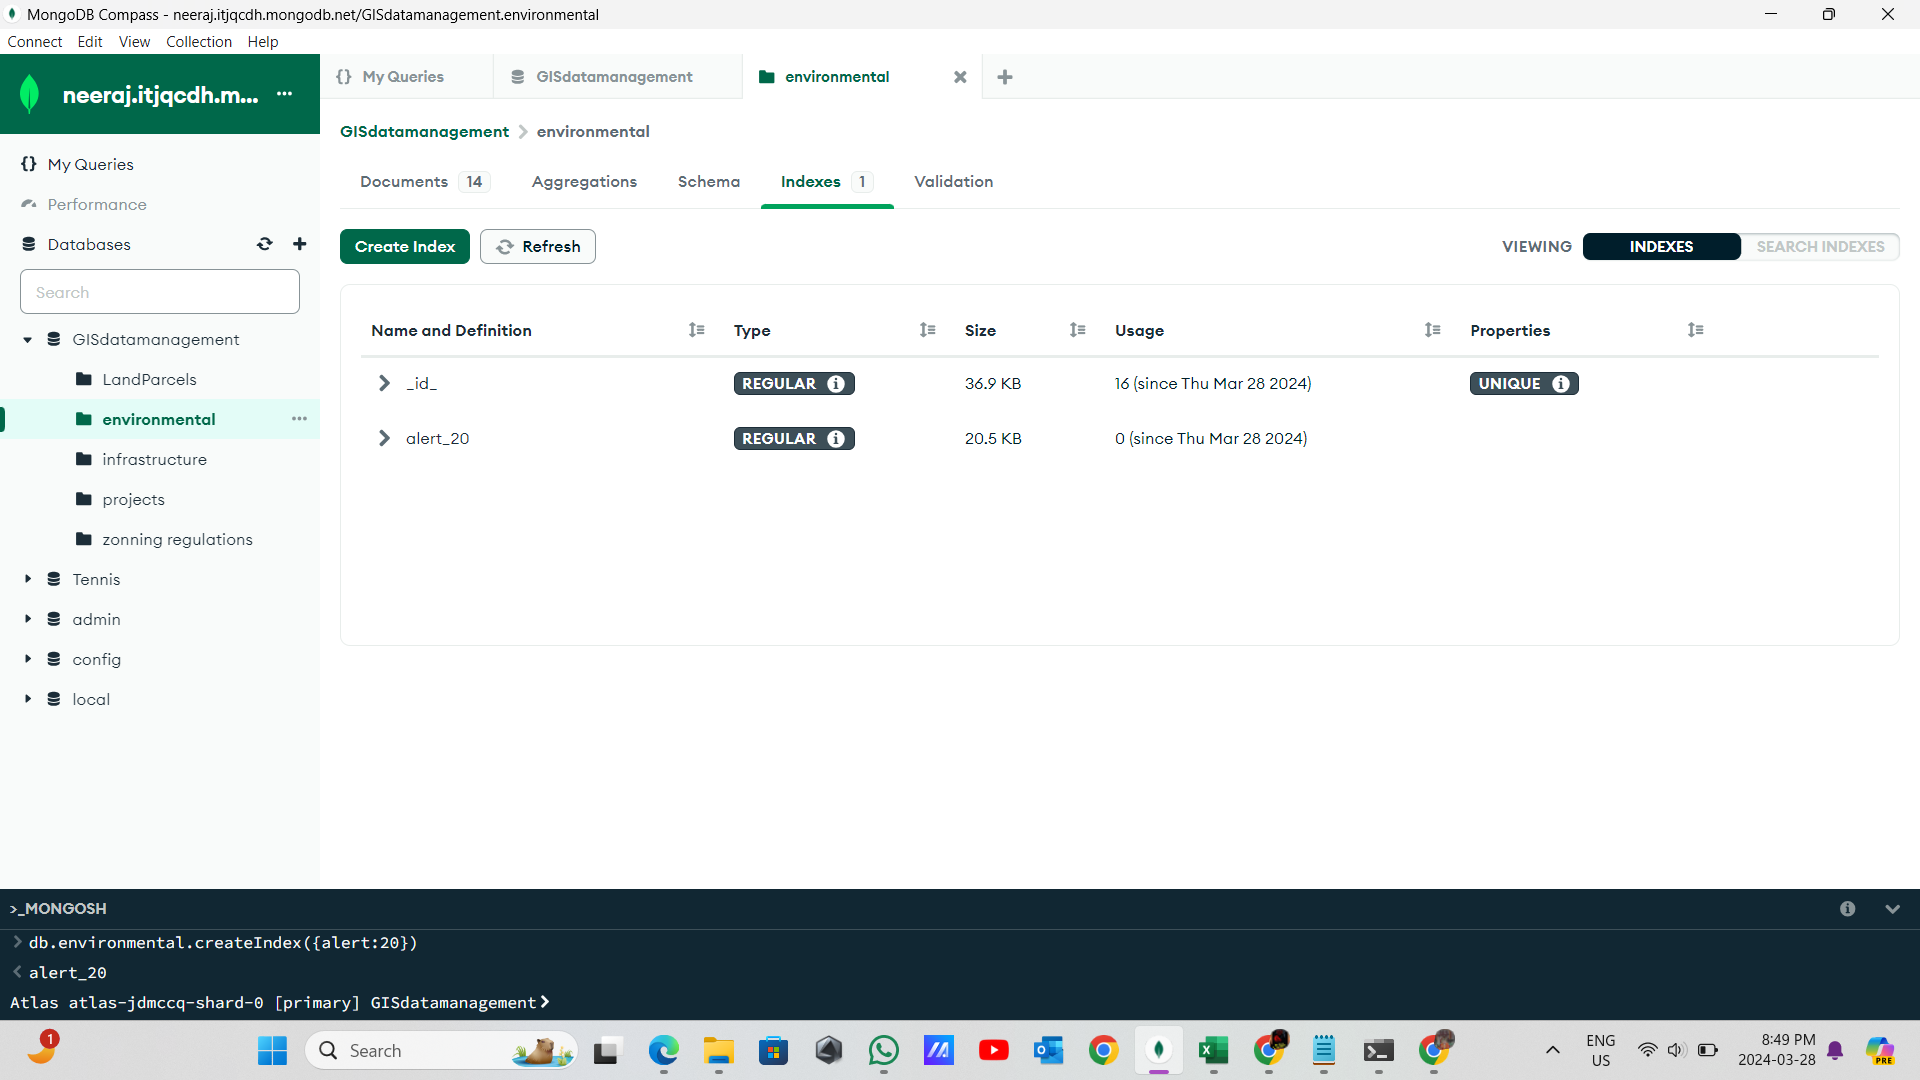 MongoDB Compass - neeraj.itjqcdh.mongodb.net/GISdatamanagement.environmental
Connect Edit View Collection Help
neeraj.itjqcdh.m... ...
{} My Queries
GISdatamanagement
environmental
GISdatamanagement > environmental
{} My Queries
Performance
Databases
Search
GISdatamanagement
LandParcels
environmental ...
infrastructure
projects
zonning regulations
Tennis
admin
config
local
Documents 14 Aggregations Schema Indexes 1 Validation
Create Index Refresh
VIEWING INDEXES SEARCH INDEXES
Name and Definition Type Size Usage Properties
_id_ REGULAR 36.9 KB 16 (since Thu Mar 28 2024) UNIQUE
alert_20 REGULAR 20.5 KB 0 (since Thu Mar 28 2024)
>_MONGOSH
> db.environmental.createIndex({alert:20})
< alert_20
Atlas atlas-jdmccq-shard-0 [primary] GISdatamanagement>
1
Search
PRE
ENG
US
8:49 PM
2024-03-28